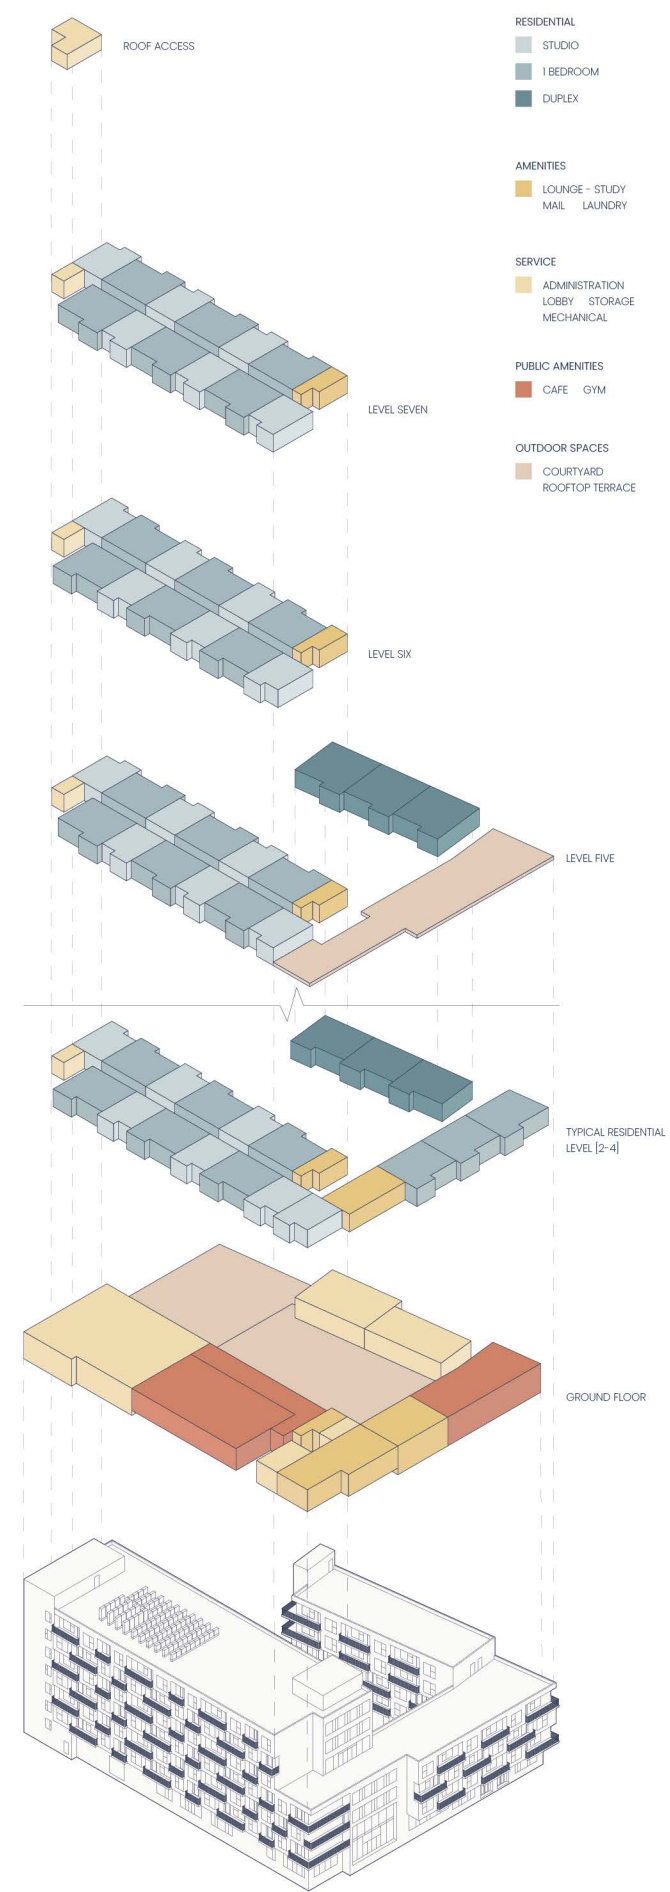 ROOF ACCESS
RESIDENTIAL
STUDIO
1 BEDROOM
DUPLEX
AMENITIES
LOUNGE - STUDY
MAIL LAUNDRY
SERVICE
ADMINISTRATION
LOBBY STORAGE
MECHANICAL
PUBLIC AMENITIES
CAFE GYM
OUTDOOR SPACES
COURTYARD
ROOFTOP TERRACE
LEVEL SEVEN
LEVEL SIX
LEVEL FIVE
TYPICAL RESIDENTIAL
LEVEL [2-4]
GROUND FLOOR